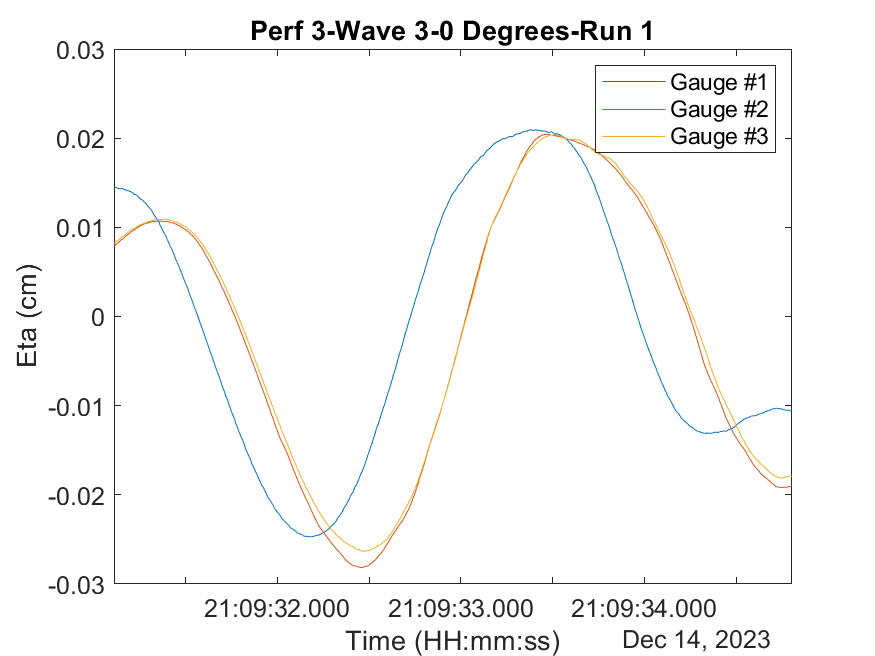 Perf 3-Wave 3-0 Degrees-Run 1
0.03
0.02
0.01
0
-0.01
-0.02
-0.03
Eta (cm)
Gauge #1
Gauge #2
Gauge #3
21:09:32.000 21:09:33.000 21:09:34.000
Time (HH:mm:ss)
Dec 14, 2023